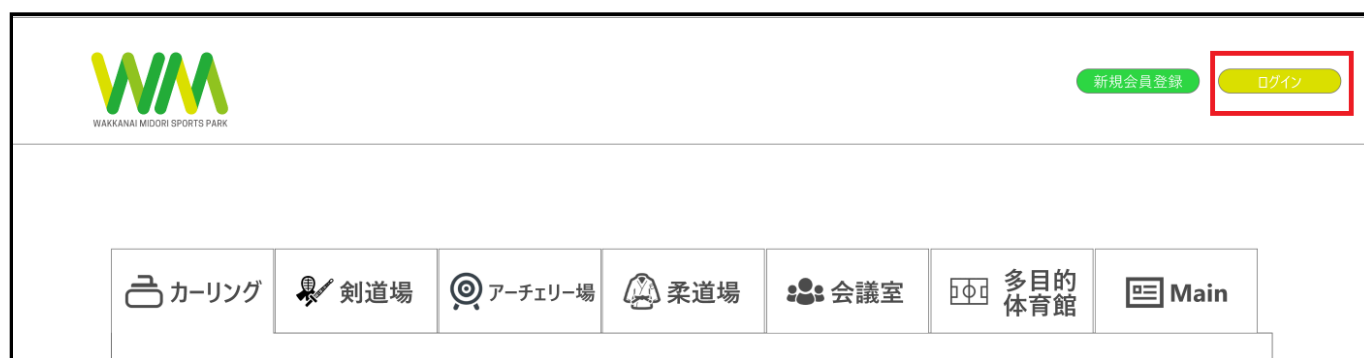 新規会員登録
ログイン
WAKKANAI MIDORI SPORTS PARK
カーリング
剣道場
アーチェリー場
柔道場
会議室
多目的
体育館
Main